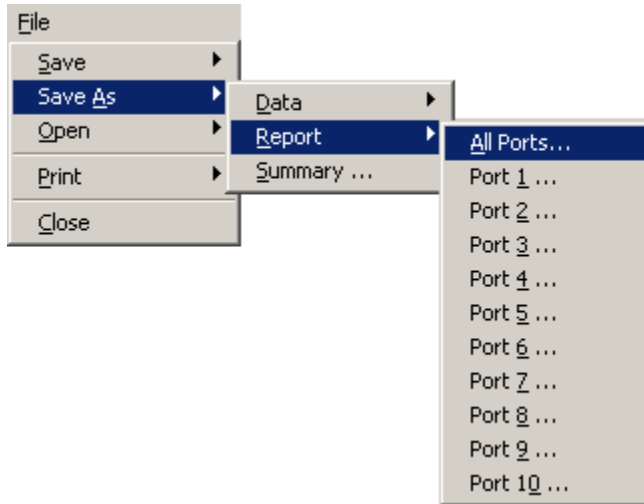 File
Save
Save As
Open
Print
Close
Data
Report
Summary ...
All Ports...
Port 1 ...
Port 2 ...
Port 3 ...
Port 4 ...
Port 5 ...
Port 6 ...
Port 7 ...
Port 8 ...
Port 9 ...
Port 10 ...